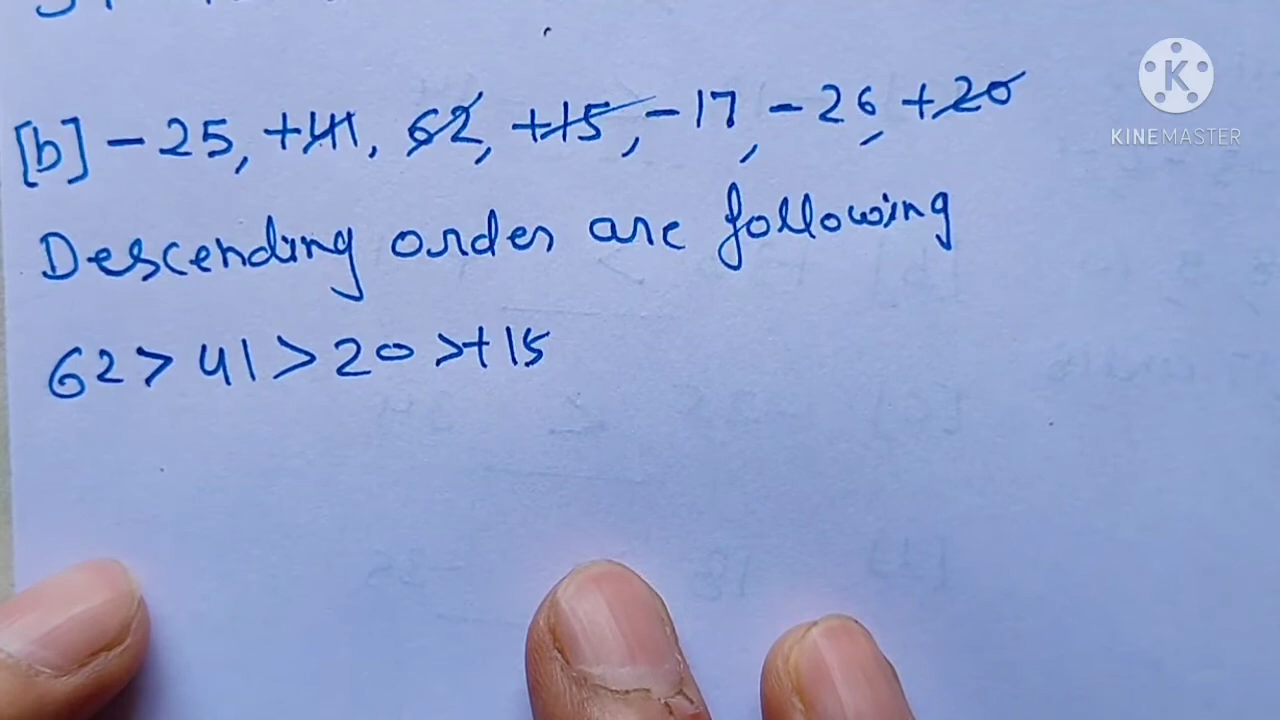 [b] - 25, +41, 62, +15, -17, - 26, +20
KINEMASTER
Descending order are following
62 > 41 > 20 > +15